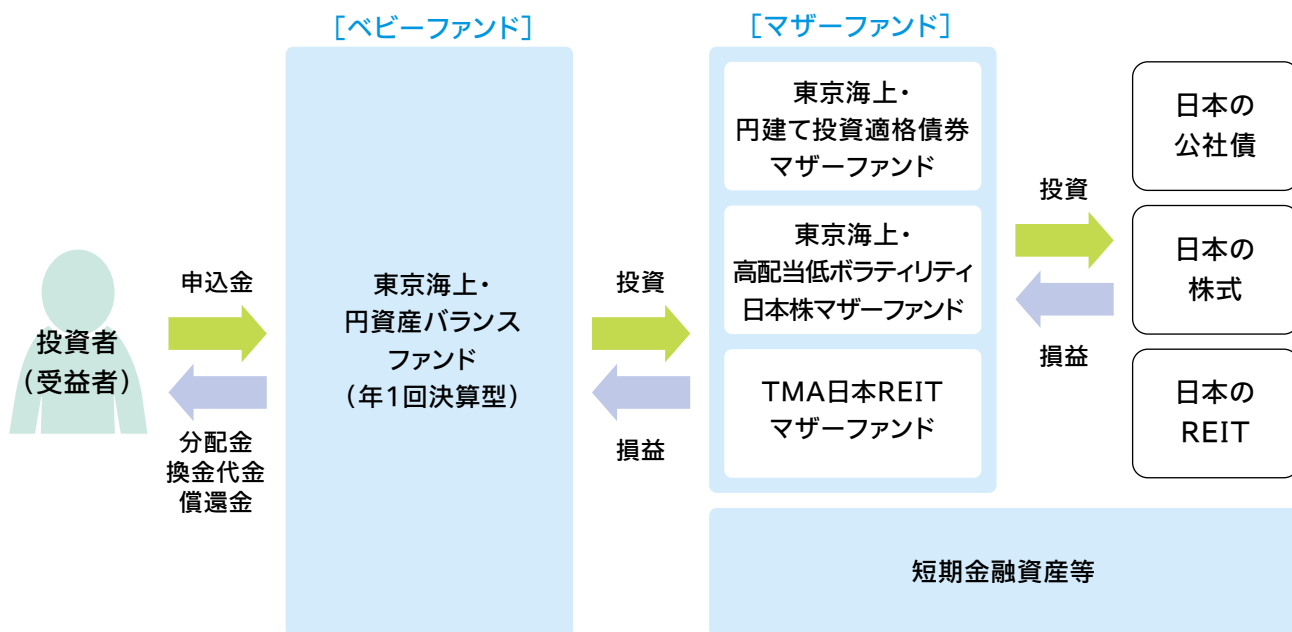 ［ベビーファンド］
［マザーファンド］
投資者
（受益者）
申込金
分配金
換金代金
償還金
東京海上・
円資産バランス
ファンド
（年1回決算型）
投資
損益
東京海上・
円建て投資適格債券
マザーファンド
東京海上・
高配当低ボラティリティ
日本株マザーファンド
TMA日本REIT
マザーファンド
投資
損益
日本の
公社債
日本の
株式
日本の
REIT
短期金融資産等